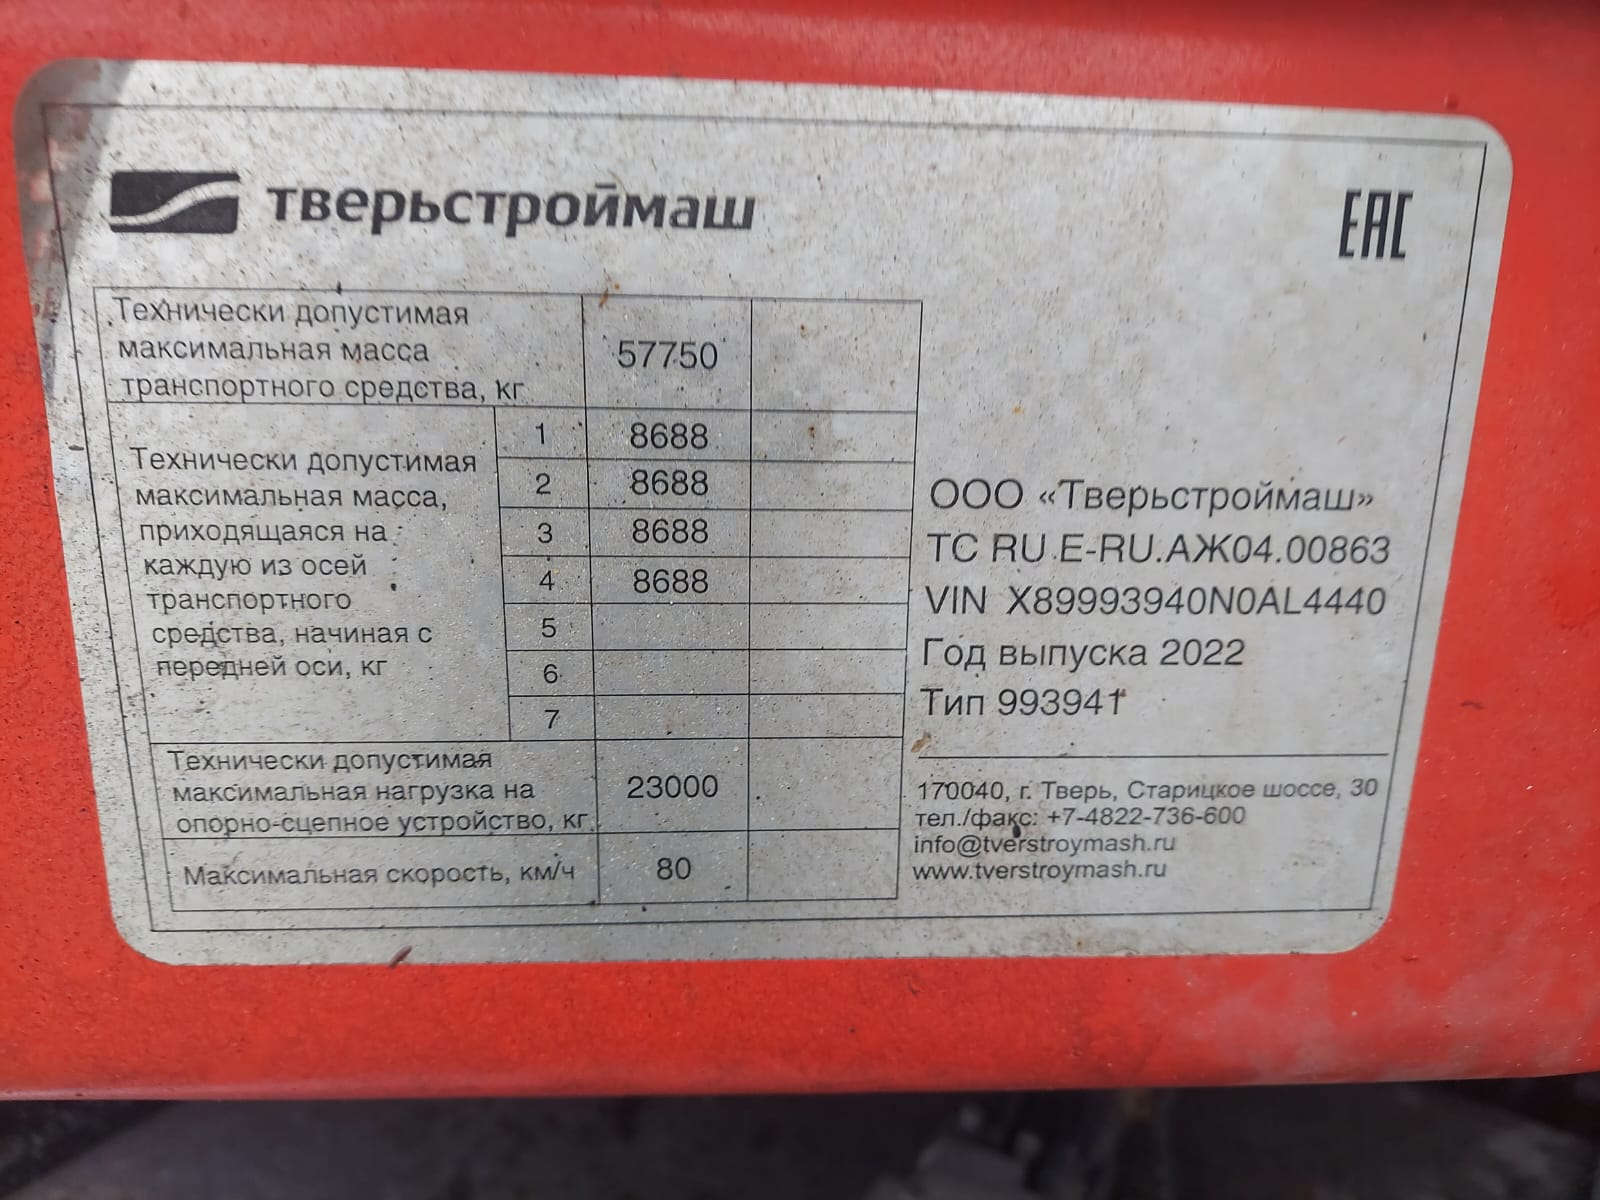 тверьстроймаш
EAC
Технически допустимая
максимальная масса
транспортного средства, кг
57750
Технически допустимая
максимальная масса,
приходящаяся на
каждую из осей
транспортного
средства, начиная с
передней оси, кг
1 8688
2 8688
3 8688
4 8688
5
6
7
Технически допустимая
максимальная нагрузка на
опорно-сцепное устройство, кг
23000
Максимальная скорость, км/ч 80
ООО «Тверьстроймаш»
ТС RU E-RU.АЖ04.00863
VIN X89993940N0AL4440
Год выпуска 2022
Тип 993941
170040, г. Тверь, Старицкое шоссе, 30
тел./факс: +7-4822-736-600
info@tverstroymash.ru
www.tverstroymash.ru